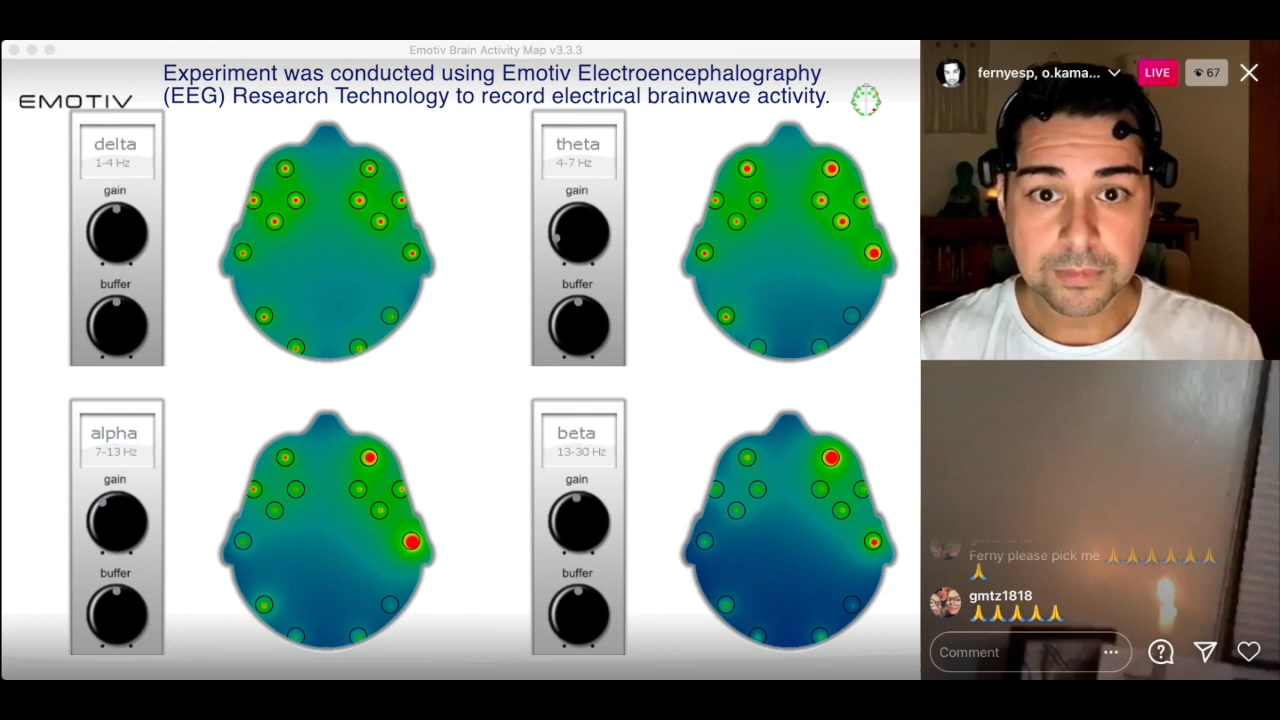 Emotiv Brain Activity Map v3.3.3
Experiment was conducted using Emotiv Electroencephalography
(EEG) Research Technology to record electrical brainwave activity.
EMOTIV
delta
1-4 Hz
gain
buffer
theta
4-7 Hz
gain
buffer
alpha
7-13 Hz
gain
buffer
beta
13-30 Hz
gain
buffer
fernyesp, o.kama...
LIVE
67
gmtz1818
Ferny please pick me 🙏🙏🙏🙏🙏🙏
🙏
gmtz1818
🙏🙏🙏🙏🙏
Comment